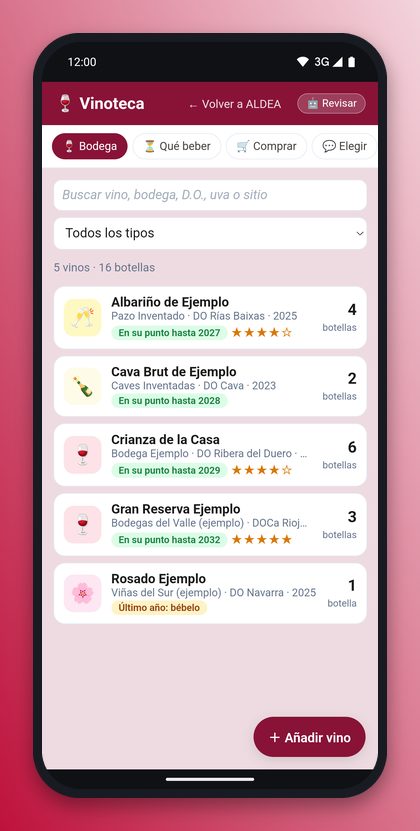 12:00
3G
Vinoteca
← Volver a ALDEA
Revisar
Bodega
Qué beber
Comprar
Elegir
Buscar vino, bodega, D.O., uva o sitio
Todos los tipos
5 vinos · 16 botellas
Albariño de Ejemplo
Pazo Inventado · DO Rías Baixas · 2025
En su punto hasta 2027 ★★★★☆
4
botellas
Cava Brut de Ejemplo
Caves Inventadas · DO Cava · 2023
En su punto hasta 2028
2
botellas
Crianza de la Casa
Bodega Ejemplo · DO Ribera del Duero · ...
En su punto hasta 2029 ★★★★☆
6
botellas
Gran Reserva Ejemplo
Bodegas del Valle (ejemplo) · DOCa Rioj...
En su punto hasta 2032 ★★★★★
3
botellas
Rosado Ejemplo
Viñas del Sur (ejemplo) · DO Navarra · 2025
Último año: bébelo
1
botella
+ Añadir vino